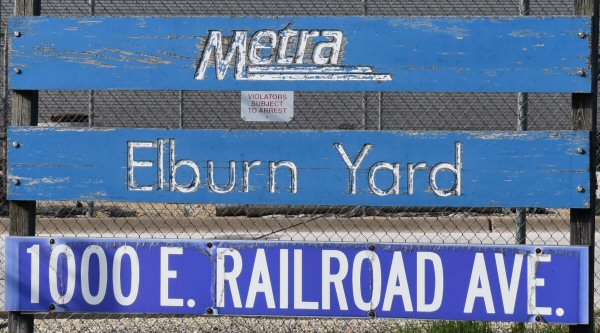 Metra
VIOLATORS
SUBJECT
TO ARREST
Elburn Yard
1000 E. RAILROAD AVE.